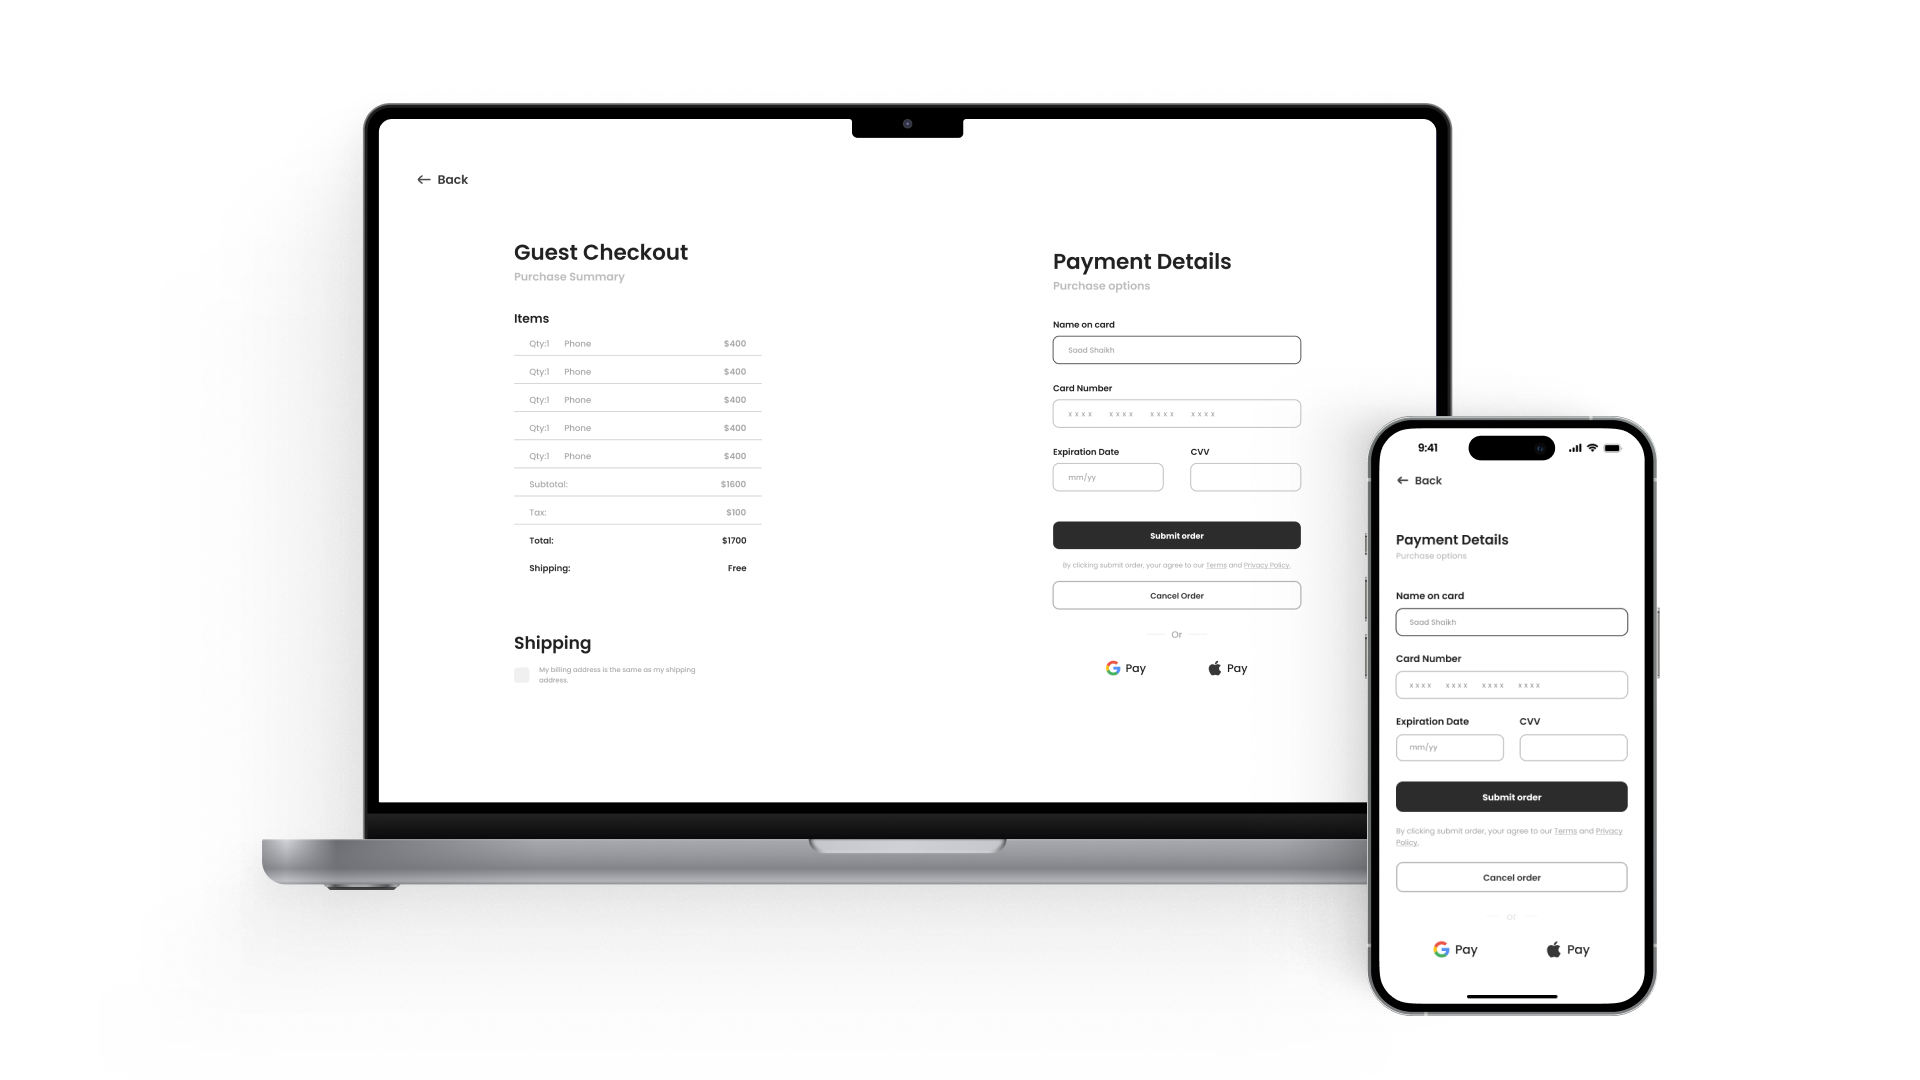 ← Back
Guest Checkout
Purchase Summary
Items
Qty:1 Phone $400
Qty:1 Phone $400
Qty:1 Phone $400
Qty:1 Phone $400
Qty:1 Phone $400
Subtotal: $1600
Tax: $100
Total: $1700
Shipping: Free
Shipping
My billing address is the same as my shipping
address.
Payment Details
Purchase options
Name on card
Saad Shaikh
Card Number
xxxx xxxx xxxx xxxx
Expiration Date CVV
mm/yy
Submit order
By clicking submit order, your agree to our Terms and Privacy Policy.
Cancel Order
Or
G Pay Pay
9:41
← Back
Payment Details
Purchase options
Name on card
Saad Shaikh
Card Number
xxxx xxxx xxxx xxxx
Expiration Date CVV
mm/yy
Submit order
By clicking submit order, your agree to our Terms and Privacy
Policy.
Cancel order
or
G Pay Pay